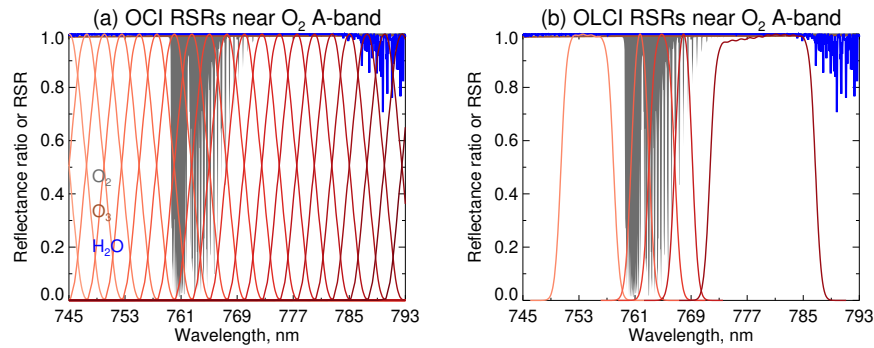 (a) OCI RSRs near O₂ A-band
Reflectance ratio or RSR
1.0
0.8
0.6
0.4
0.2
0.0
O₂
O₃
H₂O
745 753 761 769 777 785 793
Wavelength, nm
(b) OLCI RSRs near O₂ A-band
Reflectance ratio or RSR
1.0
0.8
0.6
0.4
0.2
0.0
745 753 761 769 777 785 793
Wavelength, nm